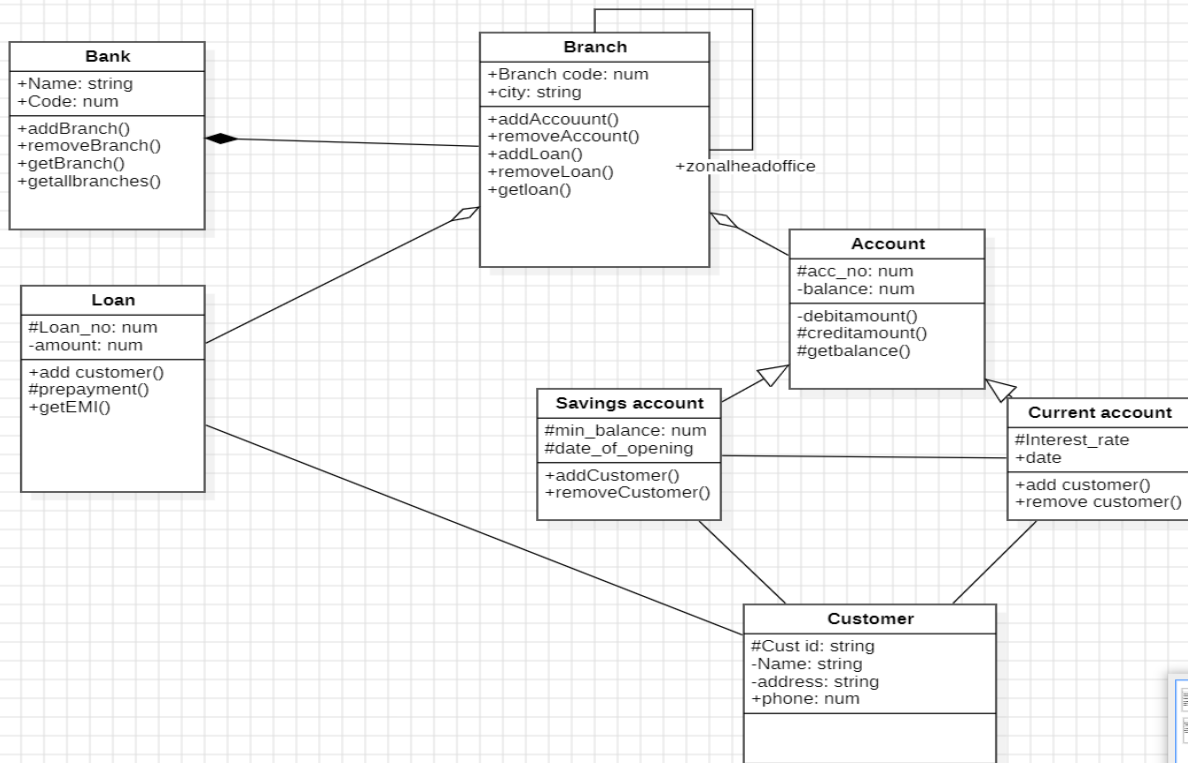 Bank
+Name: string
+Code: num
+addBranch()
+removeBranch()
+getBranch()
+getallbranches()
Branch
+Branch code: num
+city: string
+addAccouunt()
+removeAccount()
+addLoan()
+removeLoan()
+getloan()
+zonalheadoffice
Account
#acc_no: num
-balance: num
-debitamount()
#creditamount()
#getbalance()
Loan
#Loan_no: num
-amount: num
+add customer()
#prepayment()
+getEMI()
Savings account
#min_balance: num
#date_of_opening
+addCustomer()
+removeCustomer()
Current account
#Interest_rate
+date
+add customer()
+remove customer()
Customer
#Cust id: string
-Name: string
-address: string
+phone: num